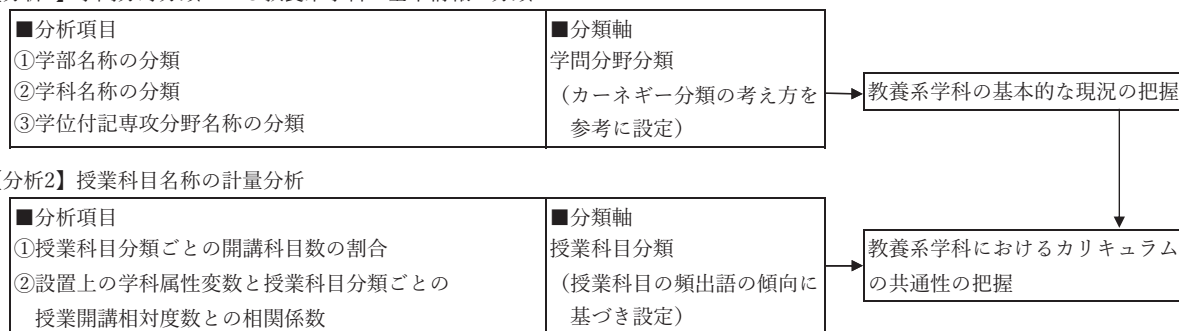 ■分析項目
①学部名称の分類
②学科名称の分類
③学位付記専攻分野名称の分類
■分類軸
学問分野分類
（カーネギー分類の考え方を
参考に設定）
教養系学科の基本的な現況の把握
分析2】授業科目名称の計量分析
■分析項目
①授業科目分類ごとの開講科目数の割合
②設置上の学科属性変数と授業科目分類ごとの
授業開講相対度数との相関係数
■分類軸
授業科目分類
（授業科目の頻出語の傾向に
基づき設定）
教養系学科におけるカリキュラム
の共通性の把握